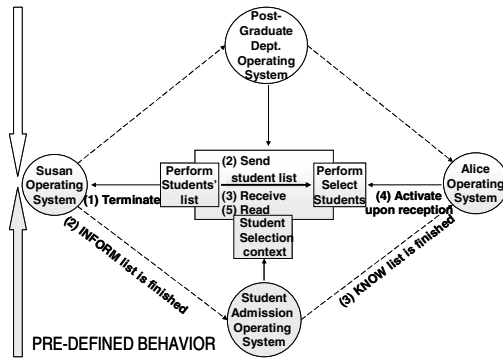 Post-
Graduate
Dept.
Operating
System
Susan
Operating
System
(1) Terminate
Perform
Students'
list
(2) Send
student list
(3) Receive
(5) Read
Perform
Select
Students
(4) Activate
upon reception
Alice
Operating
System
Student
Selection
context
(2) INFORM list is finished
(3) KNOW list is finished
Student
Admission
Operating
System
PRE-DEFINED BEHAVIOR